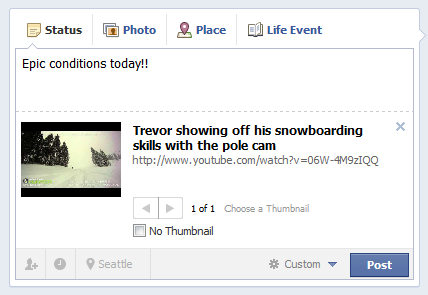 Status Photo Place Life Event
Epic conditions today!!
Trevor showing off his snowboarding
skills with the pole cam
http://www.youtube.com/watch?v=06W-4M9zIQQ
1 of 1 Choose a Thumbnail
No Thumbnail
Seattle Custom Post